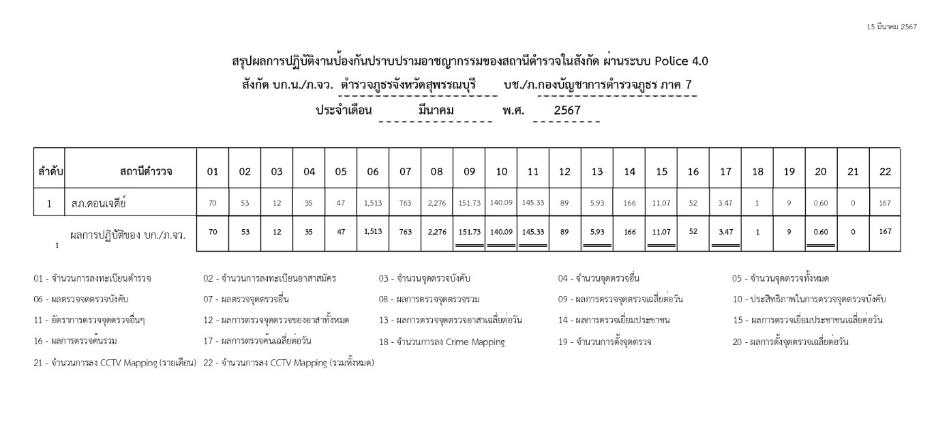 15 มีนาคม 2567
สรุปผลการปฏิบัติงานป้องกันปราบปรามอาชญากรรมของสถานีตำรวจในสังกัด ผ่านระบบ Police 4.0
สังกัด บก.น./ภ.จว. ตำรวจภูธรจังหวัดสุพรรณบุรี บช./ภ.กองบัญชาการตำรวจภูธร ภาค 7
ประจำเดือน มีนาคม พ.ศ. 2567
ลำดับ สถานีตำรวจ 01 02 03 04 05 06 07 08 09 10 11 12 13 14 15 16 17 18 19 20 21 22
1 ส.ภ.ดอนเจดีย์ 70 53 12 35 47 1,513 763 2,276 151.73 140.09 145.33 89 5.93 166 11.07 52 3.47 1 9 0.60 0 167
1 ผลการปฏิบัติของ บก./ภ.จว. 70 53 12 35 47 1,513 763 2,276 151.73 140.09 145.33 89 5.93 166 11.07 52 3.47 1 9 0.60 0 167
01 - จำนวนการลงทะเบียนตำรวจ 02 - จำนวนการลงทะเบียนอาสาสมัคร 03 - จำนวนจุดตรวจบังคับ 04 - จำนวนจุดตรวจอื่น 05 - จำนวนจุดตรวจทั้งหมด
06 - ผลตรวจจุดตรวจบังคับ 07 - ผลตรวจจุดตรวจอื่น 08 - ผลการตรวจจุดตรวจรวม 09 - ผลการตรวจจุดตรวจเฉลี่ยต่อวัน 10 - ประสิทธิภาพในการตรวจจุดตรวจบังคับ
11 - อัตราการตรวจจุดตรวจอื่นๆ 12 - ผลการตรวจจุดตรวจของอาสาทั้งหมด 13 - ผลการตรวจจุดตรวจอาสาเฉลี่ยต่อวัน 14 - ผลการตรวจเยี่ยมประชาชน 15 - ผลการตรวจเยี่ยมประชาชนเฉลี่ยต่อวัน
16 - ผลการตรวจค้นรวม 17 - ผลการตรวจค้นเฉลี่ยต่อวัน 18 - จำนวนการลง Crime Mapping 19 - จำนวนการตั้งจุดตรวจ 20 - ผลการตั้งจุดตรวจเฉลี่ยต่อวัน
21 - จำนวนการลง CCTV Mapping (รายเดือน) 22 - จำนวนการลง CCTV Mapping (รวมทั้งหมด)